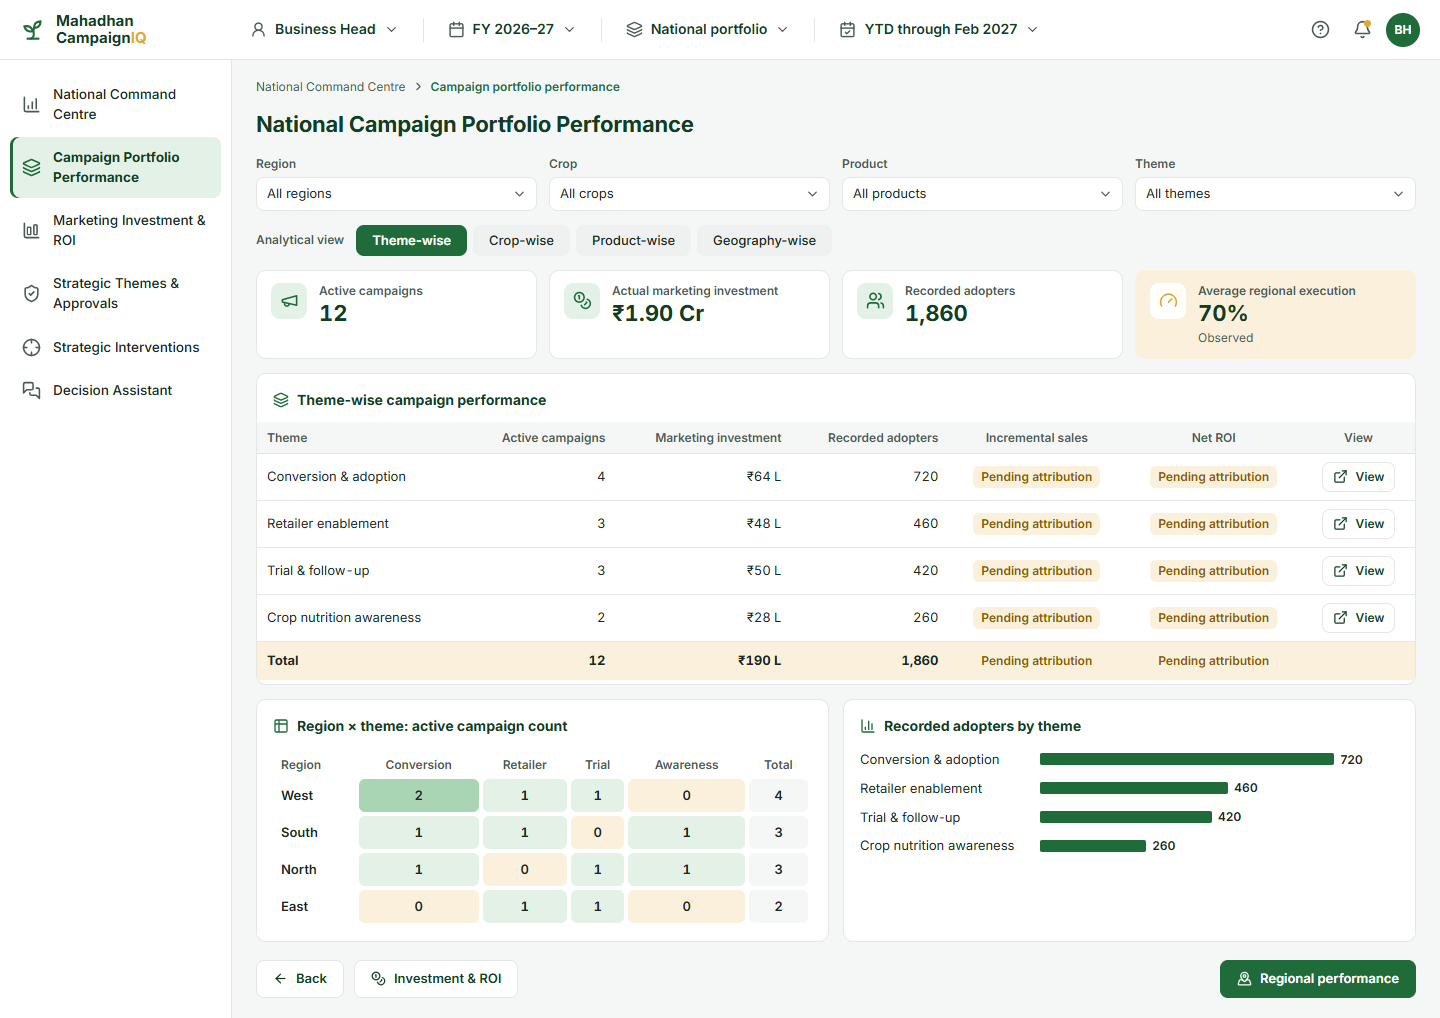 Mahadhan
CampaignIQ
Business Head
FY 2026–27
National portfolio
YTD through Feb 2027
BH
National Command
Centre
Campaign Portfolio
Performance
Marketing Investment &
ROI
Strategic Themes &
Approvals
Strategic Interventions
Decision Assistant
National Command Centre > Campaign portfolio performance
National Campaign Portfolio Performance
Region Crop Product Theme
All regions All crops All products All themes
Analytical view Theme-wise Crop-wise Product-wise Geography-wise
Active campaigns
12
Actual marketing investment
₹1.90 Cr
Recorded adopters
1,860
Average regional execution
70%
Observed
Theme-wise campaign performance
Theme Active campaigns Marketing investment Recorded adopters Incremental sales Net ROI View
Conversion & adoption 4 ₹64 L 720 Pending attribution Pending attribution View
Retailer enablement 3 ₹48 L 460 Pending attribution Pending attribution View
Trial & follow-up 3 ₹50 L 420 Pending attribution Pending attribution View
Crop nutrition awareness 2 ₹28 L 260 Pending attribution Pending attribution View
Total 12 ₹190 L 1,860 Pending attribution Pending attribution
Region × theme: active campaign count
Region Conversion Retailer Trial Awareness Total
West 2 1 1 0 4
South 1 1 0 1 3
North 1 0 1 1 3
East 0 1 1 0 2
Recorded adopters by theme
Conversion & adoption 720
Retailer enablement 460
Trial & follow-up 420
Crop nutrition awareness 260
Back
Investment & ROI
Regional performance